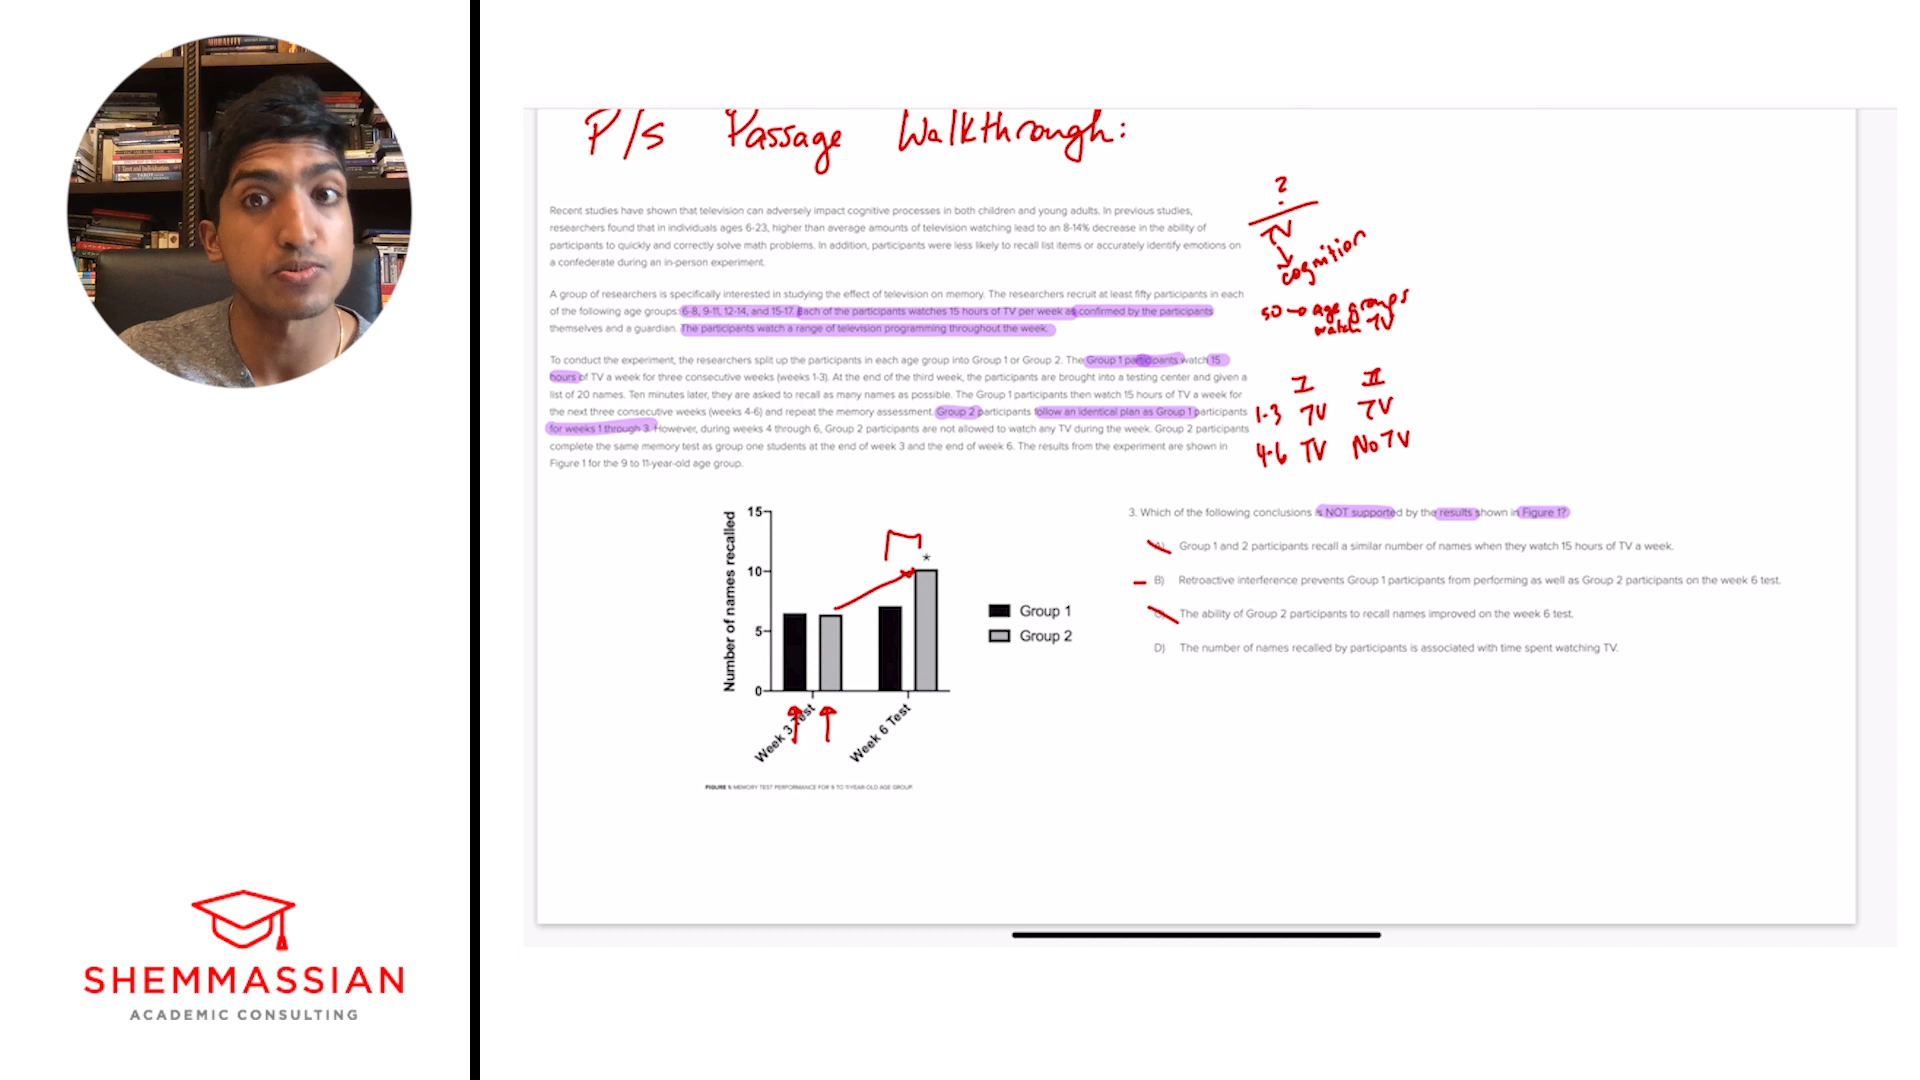 P/S Passage Walkthrough:
Recent studies have shown that television can adversely impact cognitive processes in both children and young adults. In previous studies,
researchers found that in individuals ages 6-23, higher than average amounts of television watching lead to an 8-14% decrease in the ability of
participants to quickly and correctly solve math problems. In addition, participants were less likely to recall list items or accurately identify emotions on
a confederate during an in-person experiment.
A group of researchers is specifically interested in studying the effect of television on memory. The researchers recruit at least fifty participants in each
of the following age groups: 6-8, 9-11, 12-14, and 15-17. Each of the participants watches 15 hours of TV per week as confirmed by the participants
themselves and a guardian. The participants watch a range of television programming throughout the week.
To conduct the experiment, the researchers split up the participants in each age group into Group 1 or Group 2. The Group 1 participants watch 15
hours of TV a week for three consecutive weeks (weeks 1-3). At the end of the third week, the participants are brought into a testing center and given a
list of 20 names. Ten minutes later, they are asked to recall as many names as possible. The Group 1 participants then watch 15 hours of TV a week for
the next three consecutive weeks (weeks 4-6) and repeat the memory assessment. Group 2 participants follow an identical plan as Group 1 participants
for weeks 1 through 3. However, during weeks 4 through 6, Group 2 participants are not allowed to watch any TV during the week. Group 2 participants
complete the same memory test as group one students at the end of week 3 and the end of week 6. The results from the experiment are shown in
Figure 1 for the 9 to 11-year-old age group.
?
TV
cognition
50 → age groups
watch TV
I II
1-3 TV TV
4-6 TV No TV
Number of names recalled
15
10
5
0
*
Week 3 Test
Week 6 Test
Group 1
Group 2
FIGURE 1: MEMORY TEST PERFORMANCE FOR 9 TO 11-YEAR-OLD AGE GROUP.
3. Which of the following conclusions is NOT supported by the results shown in Figure 1?
A) Group 1 and 2 participants recall a similar number of names when they watch 15 hours of TV a week.
B) Retroactive interference prevents Group 1 participants from performing as well as Group 2 participants on the week 6 test.
C) The ability of Group 2 participants to recall names improved on the week 6 test.
D) The number of names recalled by participants is associated with time spent watching TV.
SHEMMASSIAN
ACADEMIC CONSULTING